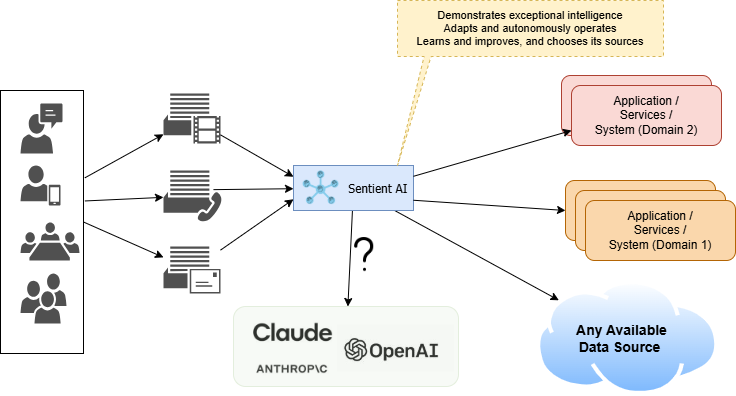 Demonstrates exceptional intelligence
Adapts and autonomously operates
Learns and improves, and chooses its sources
Application /
Services /
System (Domain 2)
Sentient AI
Application /
Services /
System (Domain 1)
?
Claude
ANTHROP\C
OpenAI
Any Available
Data Source